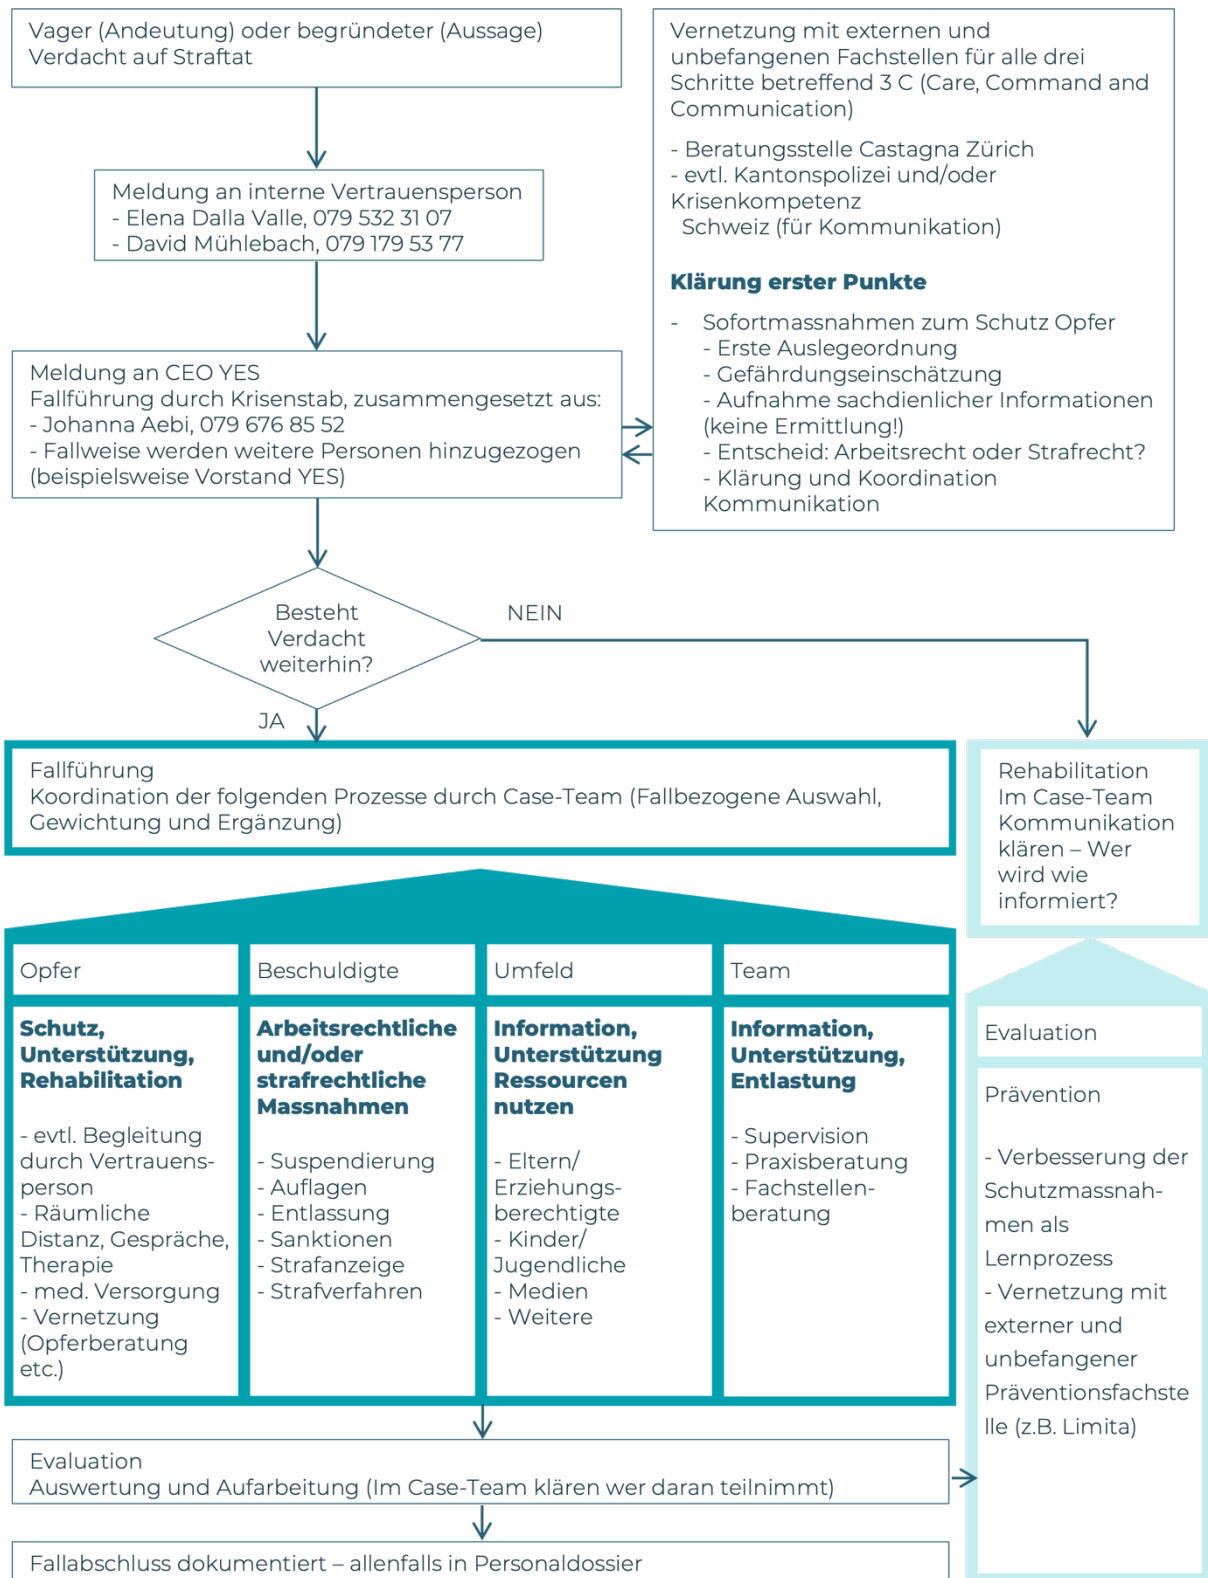 Vager (Andeutung) oder begründeter (Aussage)
Verdacht auf Straftat
Meldung an interne Vertrauensperson
- Elena Dalla Valle, 079 532 31 07
- David Mühlebach, 079 179 53 77
Meldung an CEO YES
Fallführung durch Krisenstab, zusammengesetzt aus:
- Johanna Aebi, 079 676 85 52
- Fallweise werden weitere Personen hinzugezogen
(beispielsweise Vorstand YES)
Vernetzung mit externen und
unbefangenen Fachstellen für alle drei
Schritte betreffend 3 C (Care, Command and
Communication)
- Beratungsstelle Castagna Zürich
- evtl. Kantonspolizei und/oder
Krisenkompetenz
Schweiz (für Kommunikation)
Klärung erster Punkte
- Sofortmassnahmen zum Schutz Opfer
- Erste Auslegeordnung
- Gefährdungseinschätzung
- Aufnahme sachdienlicher Informationen
(keine Ermittlung!)
- Entscheid: Arbeitsrecht oder Strafrecht?
- Klärung und Koordination
Kommunikation
Besteht
Verdacht
weiterhin?
NEIN
JA
Fallführung
Koordination der folgenden Prozesse durch Case-Team (Fallbezogene Auswahl,
Gewichtung und Ergänzung)
Rehabilitation
Im Case-Team
Kommunikation
klären – Wer
wird wie
informiert?
Opfer
Schutz,
Unterstützung,
Rehabilitation
- evtl. Begleitung
durch Vertrauens-
person
- Räumliche
Distanz, Gespräche,
Therapie
- med. Versorgung
- Vernetzung
(Opferberatung
etc.)
Beschuldigte
Arbeitsrechtliche
und/oder
strafrechtliche
Massnahmen
- Suspendierung
- Auflagen
- Entlassung
- Sanktionen
- Strafanzeige
- Strafverfahren
Umfeld
Information,
Unterstützung
Ressourcen
nutzen
- Eltern/
Erziehungs-
berechtigte
- Kinder/
Jugendliche
- Medien
- Weitere
Team
Information,
Unterstützung,
Entlastung
- Supervision
- Praxisberatung
- Fachstellen-
beratung
Evaluation
Prävention
- Verbesserung der
Schutzmassnah-
men als
Lernprozess
- Vernetzung mit
externer und
unbefangener
Präventionsfachste
lle (z.B. Limita)
Evaluation
Auswertung und Aufarbeitung (Im Case-Team klären wer daran teilnimmt)
Fallabschluss dokumentiert – allenfalls in Personaldossier